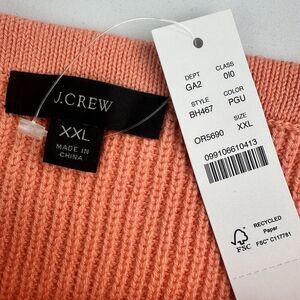 J.CREW
XXL
MADE IN
CHINA
DEPT CLASS
GA2 010
STYLE COLOR
BH467 PGU
SIZE
OR5690 XXL
099106610413
FSC
RECYCLED
Paper
FSC® C117781